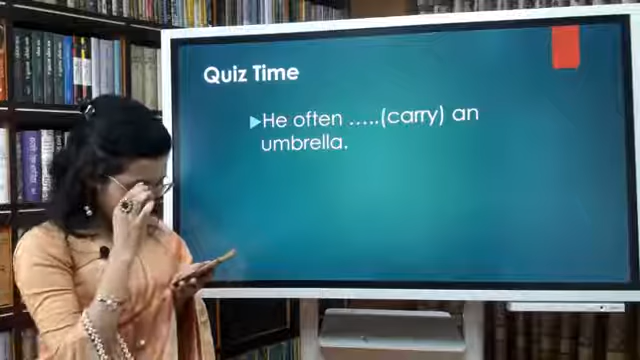 Quiz Time
He often .....(carry) an
umbrella.